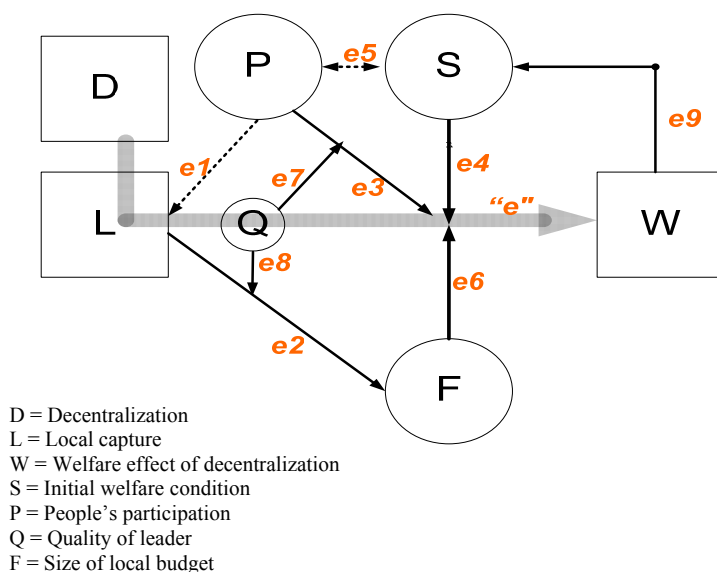 D
P
e5
S
e9
e1
e7
e3
e4
L
Q
"e"
W
e8
e6
e2
F
D = Decentralization
L = Local capture
W = Welfare effect of decentralization
S = Initial welfare condition
P = People's participation
Q = Quality of leader
F = Size of local budget